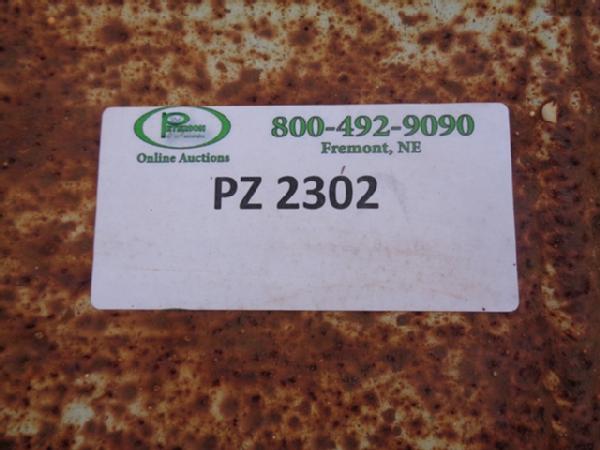 PETERSON
Online Auctions
800-492-9090
Fremont, NE
PZ 2302